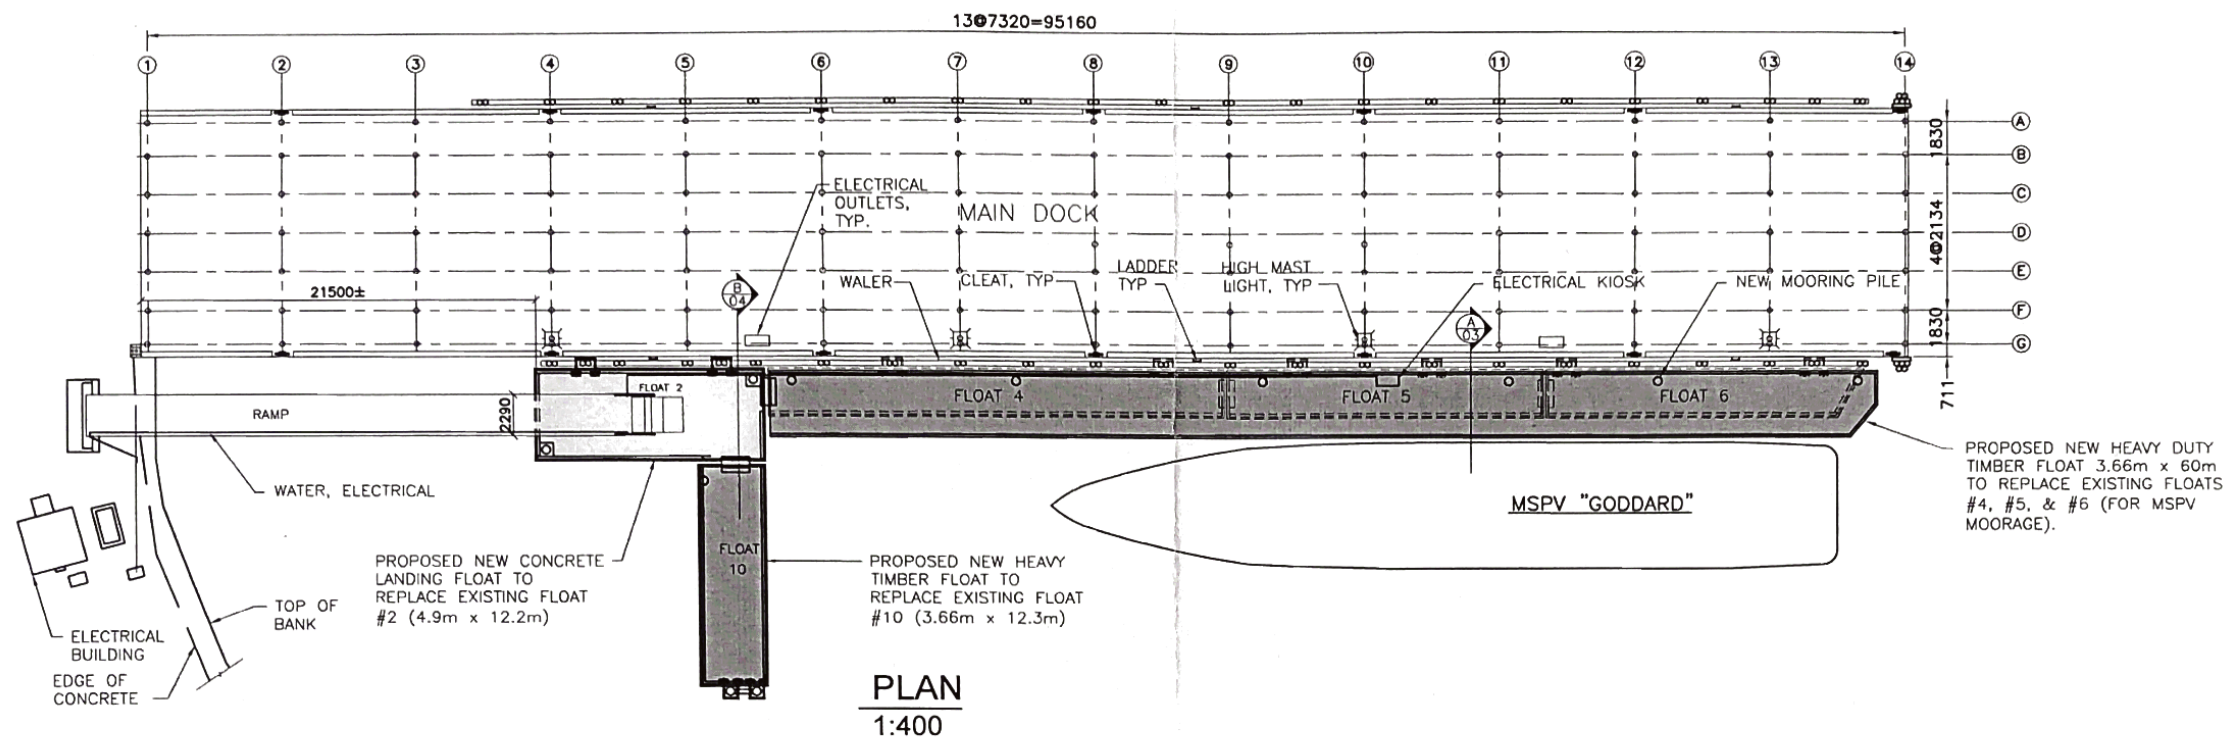 13@7320=95160
1
2
3
4
5
6
7
8
9
10
11
12
13
14
A
B
C
D
E
F
G
1830
4@2134
1830
711
ELECTRICAL
OUTLETS,
TYP.
MAIN DOCK
21500±
B
04
WALER
CLEAT, TYP
LADDER
TYP
HIGH MAST
LIGHT, TYP
A
03
ELECTRICAL KIOSK
NEW MOORING PILE
RAMP
2290
FLOAT 2
FLOAT 4
FLOAT 5
FLOAT 6
WATER, ELECTRICAL
MSPV "GODDARD"
PROPOSED NEW HEAVY DUTY
TIMBER FLOAT 3.66m x 60m
TO REPLACE EXISTING FLOATS
#4, #5, & #6 (FOR MSPV
MOORAGE).
PROPOSED NEW CONCRETE
LANDING FLOAT TO
REPLACE EXISTING FLOAT
#2 (4.9m x 12.2m)
FLOAT
10
PROPOSED NEW HEAVY
TIMBER FLOAT TO
REPLACE EXISTING FLOAT
#10 (3.66m x 12.3m)
TOP OF
BANK
ELECTRICAL
BUILDING
EDGE OF
CONCRETE
PLAN
1:400